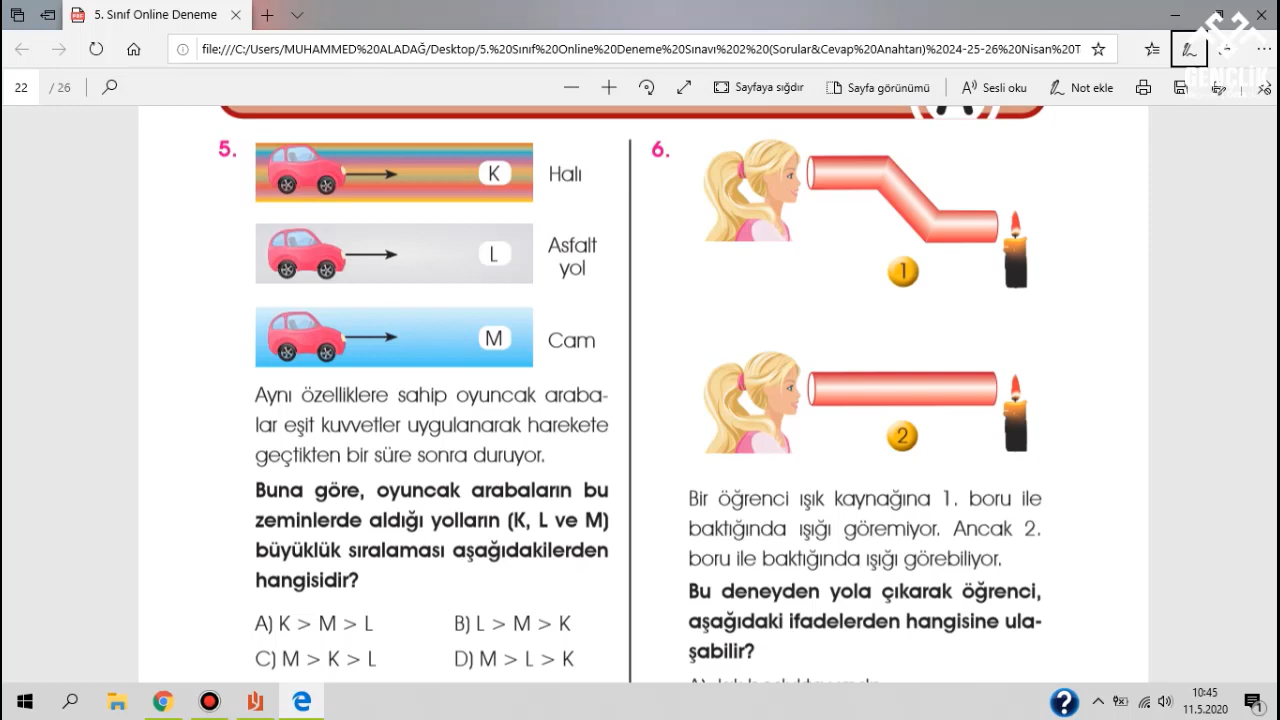 5. Sınıf Online Deneme
file:///C:/Users/MUHAMMED%20ALADAĞ/Desktop/5.%20Sınıf%20Online%20Deneme%20Sınavı%202%20(Sorular&Cevap%20Anahtarı)%2024-25-26%20Nisan%20T
GENÇLİK
22 / 26
Sayfaya sığdır
Sayfa görünümü
Sesli oku
Not ekle
5.
K
Halı
L
Asfalt
yol
M
Cam
Aynı özelliklere sahip oyuncak araba-
lar eşit kuvvetler uygulanarak harekete
geçtikten bir süre sonra duruyor.
Buna göre, oyuncak arabaların bu
zeminlerde aldığı yolların (K, L ve M)
büyüklük sıralaması aşağıdakilerden
hangisidir?
A) K > M > L
B) L > M > K
C) M > K > L
D) M > L > K
6.
1
2
Bir öğrenci ışık kaynağına 1. boru ile
baktığında ışığı göremiyor. Ancak 2.
boru ile baktığında ışığı görebiliyor.
Bu deneyden yola çıkarak öğrenci,
aşağıdaki ifadelerden hangisine ula-
şabilir?
10:45
11.5.2020
1